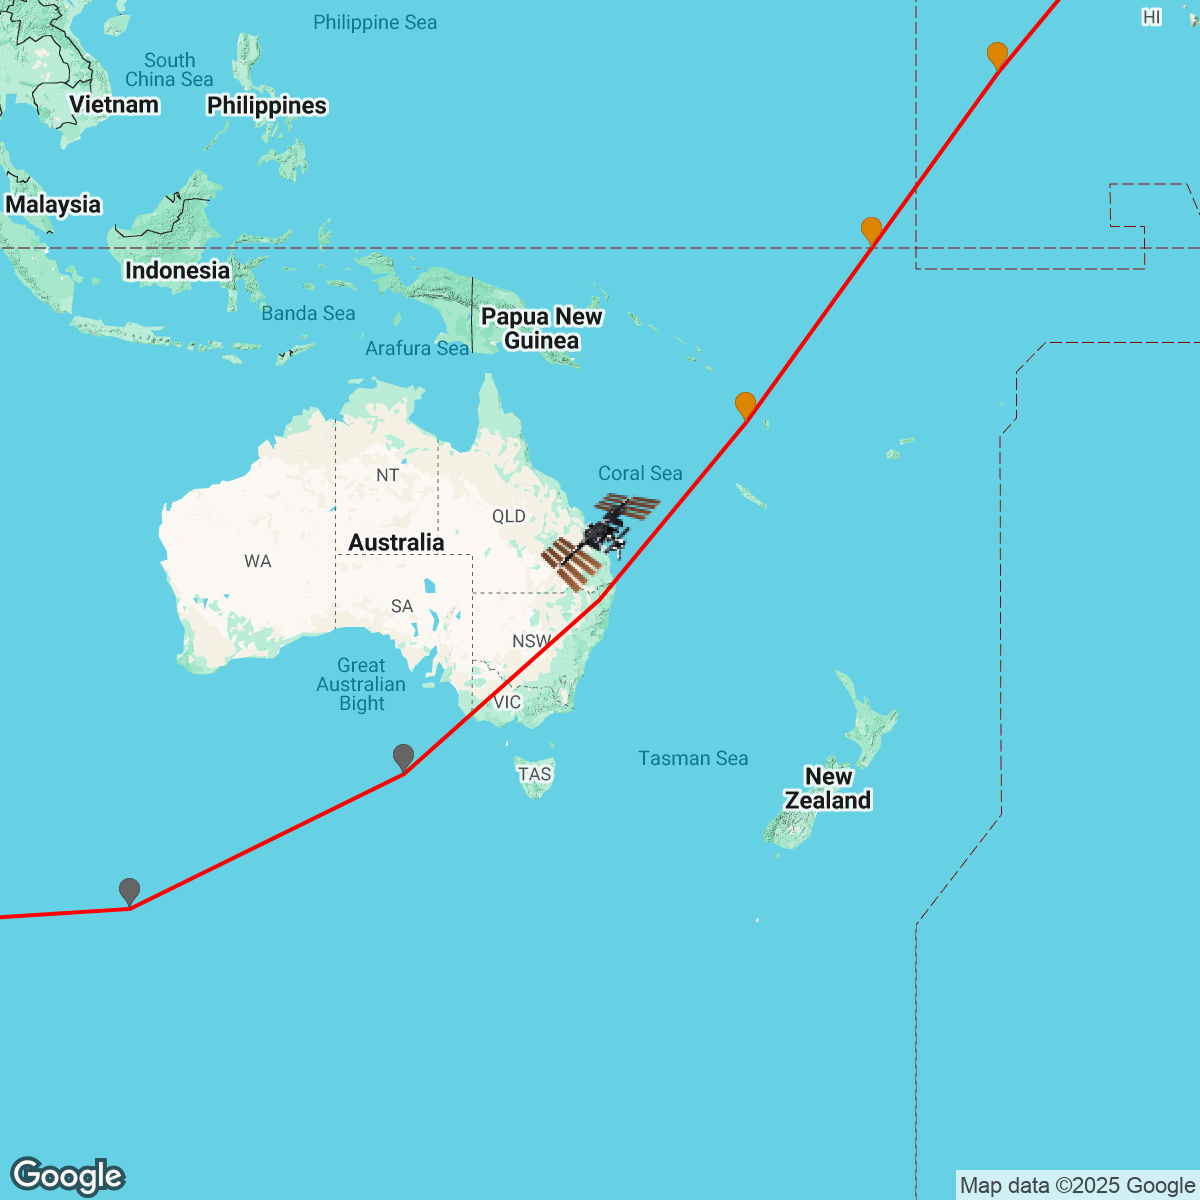 Philippine Sea
HI
South
China Sea
Vietnam
Philippines
Malaysia
Indonesia
Banda Sea
Papua New
Guinea
Arafura Sea
Coral Sea
NT
QLD
Australia
WA
SA
NSW
Great
Australian
Bight
VIC
Tasman Sea
TAS
New
Zealand
Google
Map data ©2025 Google